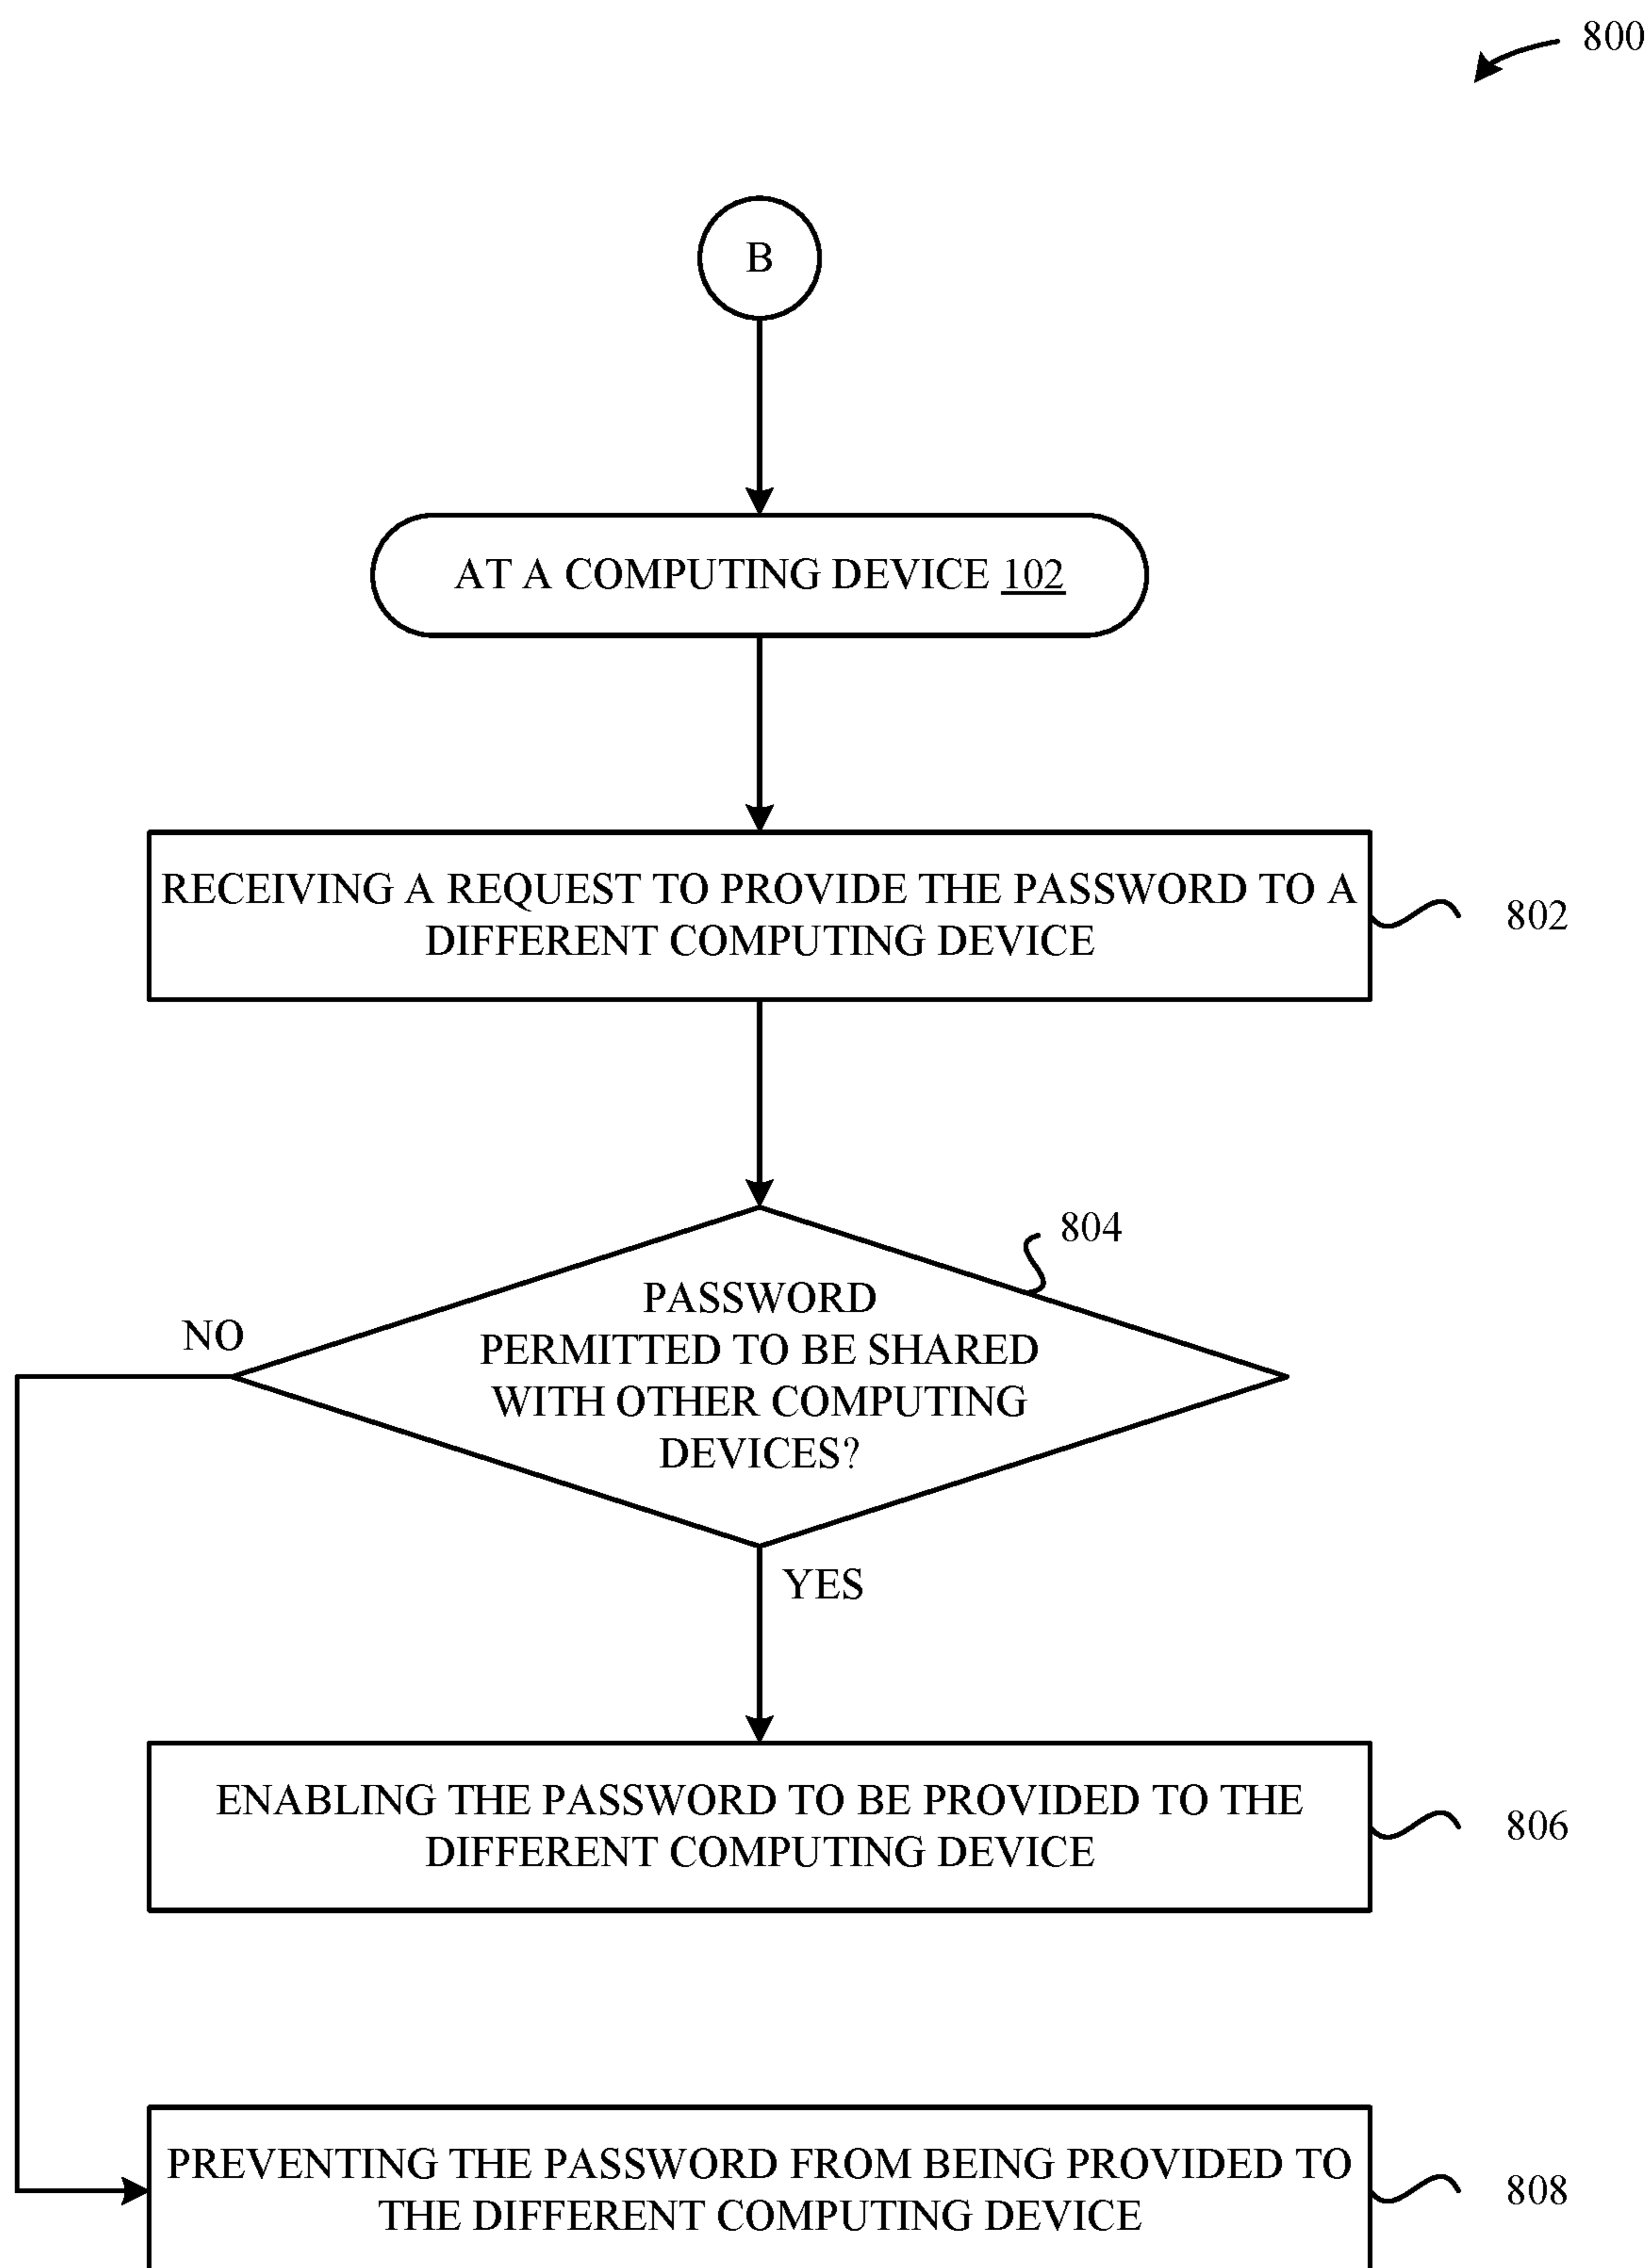 800
B
AT A COMPUTING DEVICE 102
RECEIVING A REQUEST TO PROVIDE THE PASSWORD TO A
DIFFERENT COMPUTING DEVICE
802
804
PASSWORD
PERMITTED TO BE SHARED
WITH OTHER COMPUTING
DEVICES?
NO
YES
ENABLING THE PASSWORD TO BE PROVIDED TO THE
DIFFERENT COMPUTING DEVICE
806
PREVENTING THE PASSWORD FROM BEING PROVIDED TO
THE DIFFERENT COMPUTING DEVICE
808